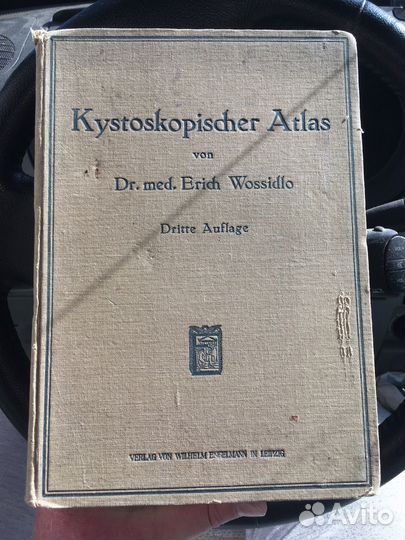 Kystoskopischer Atlas
von
Dr. med. Erich Wossidlo
Dritte Auflage
VERLAG VON WILHELM ENGELMANN IN LEIPZIG
Avito